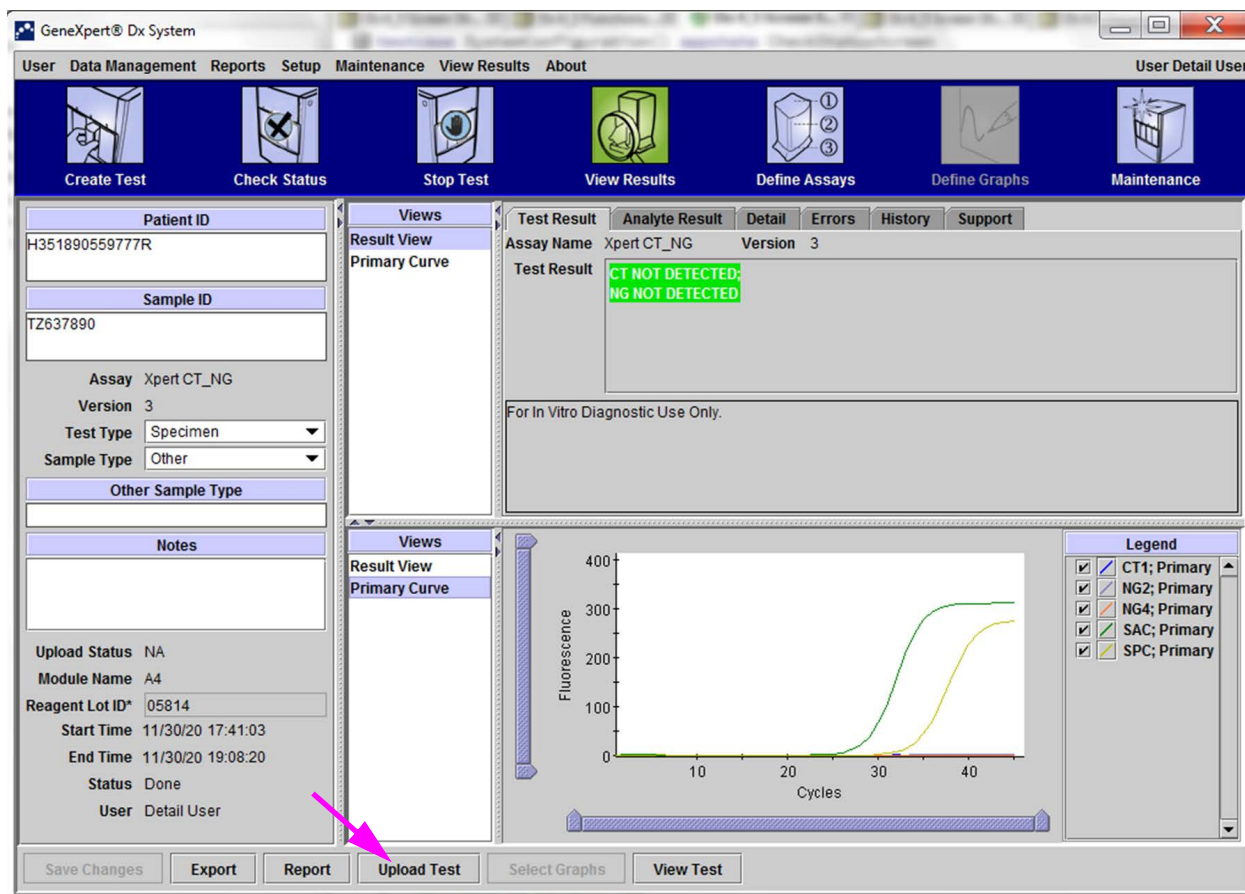 GeneXpert® Dx System
User Data Management Reports Setup Maintenance View Results About User Detail User
Create Test Check Status Stop Test View Results Define Assays Define Graphs Maintenance
Patient ID
H351890559777R
Sample ID
TZ637890
Assay Xpert CT_NG
Version 3
Test Type Specimen
Sample Type Other
Other Sample Type
Notes
Upload Status NA
Module Name A4
Reagent Lot ID* 05814
Start Time 11/30/20 17:41:03
End Time 11/30/20 19:08:20
Status Done
User Detail User
Views
Result View
Primary Curve
Test Result Analyte Result Detail Errors History Support
Assay Name Xpert CT_NG Version 3
Test Result CT NOT DETECTED;
NG NOT DETECTED
For In Vitro Diagnostic Use Only.
Views
Result View
Primary Curve
400
300
200
100
0
Fluorescence
10 20 30 40
Cycles
Legend
CT1; Primary
NG2; Primary
NG4; Primary
SAC; Primary
SPC; Primary
Save Changes Export Report Upload Test Select Graphs View Test